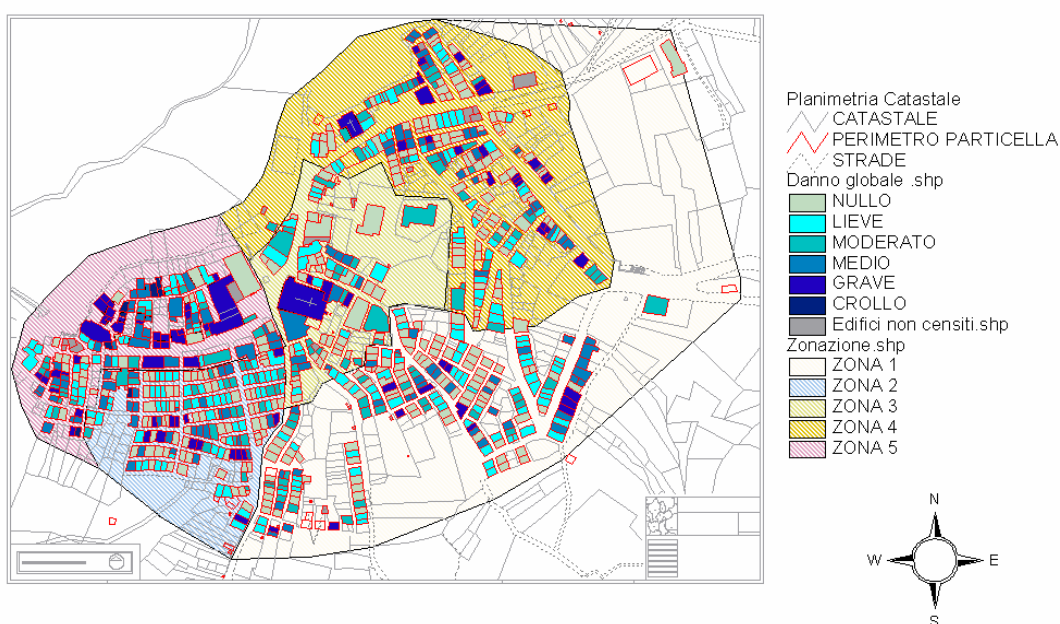 Planimetria Catastale
CATASTALE
PERIMETRO PARTICELLA
STRADE
Danno globale .shp
NULLO
LIEVE
MODERATO
MEDIO
GRAVE
CROLLO
Edifici non censiti.shp
Zonazione.shp
ZONA 1
ZONA 2
ZONA 3
ZONA 4
ZONA 5
N
W
E
S